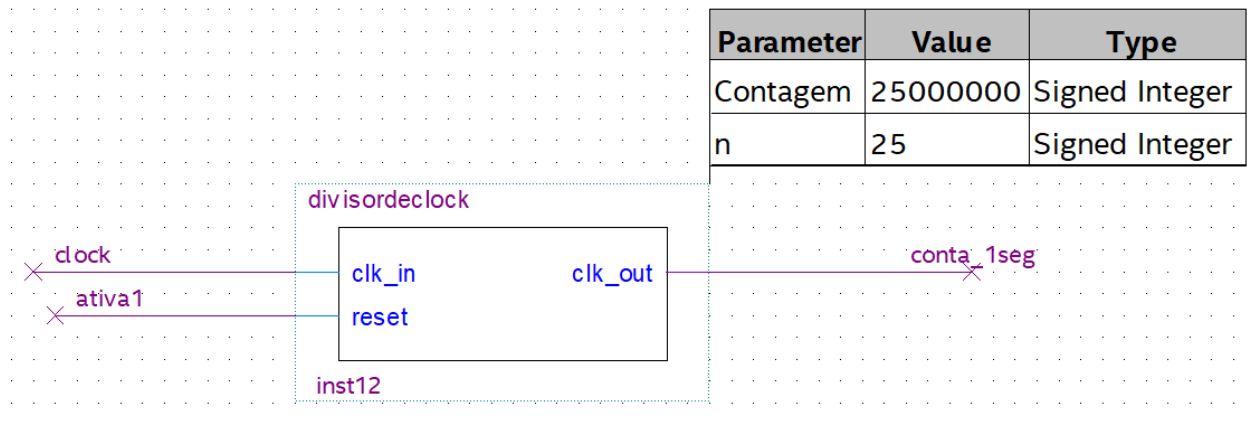 Parameter Value Type
Contagem 25000000 Signed Integer
n 25 Signed Integer
divisordeclock
clock
clk_in clk_out
conta_1seg
ativa1
reset
inst12